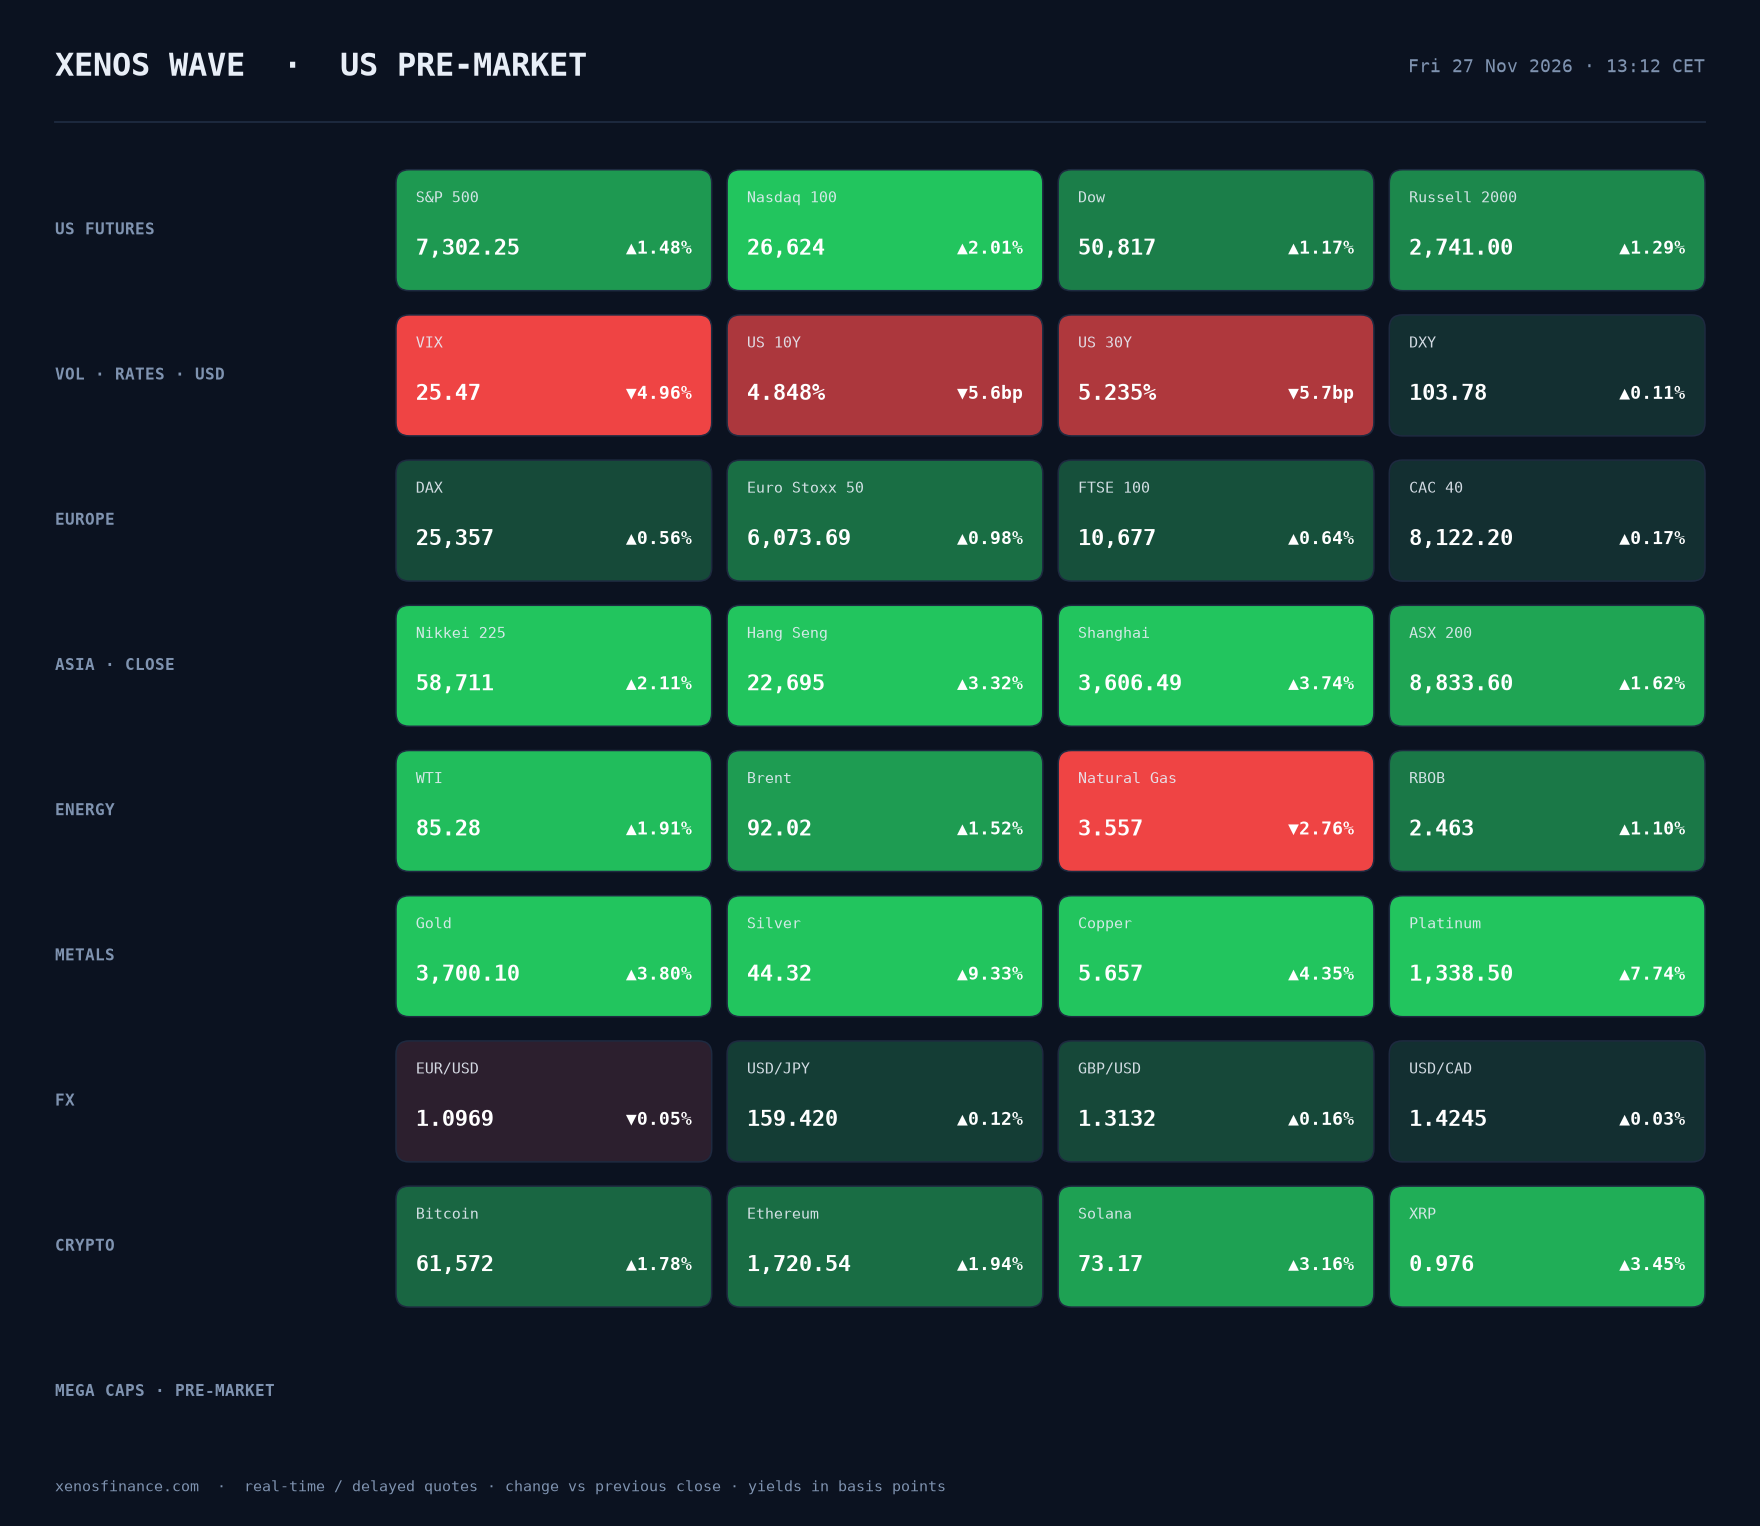 XENOS WAVE · US PRE-MARKET
Fri 27 Nov 2026 · 13:12 CET
US FUTURES
S&P 500
7,302.25 ▲1.48%
Nasdaq 100
26,624 ▲2.01%
Dow
50,817 ▲1.17%
Russell 2000
2,741.00 ▲1.29%
VOL · RATES · USD
VIX
25.47 ▼4.96%
US 10Y
4.848% ▼5.6bp
US 30Y
5.235% ▼5.7bp
DXY
103.78 ▲0.11%
EUROPE
DAX
25,357 ▲0.56%
Euro Stoxx 50
6,073.69 ▲0.98%
FTSE 100
10,677 ▲0.64%
CAC 40
8,122.20 ▲0.17%
ASIA · CLOSE
Nikkei 225
58,711 ▲2.11%
Hang Seng
22,695 ▲3.32%
Shanghai
3,606.49 ▲3.74%
ASX 200
8,833.60 ▲1.62%
ENERGY
WTI
85.28 ▲1.91%
Brent
92.02 ▲1.52%
Natural Gas
3.557 ▼2.76%
RBOB
2.463 ▲1.10%
METALS
Gold
3,700.10 ▲3.80%
Silver
44.32 ▲9.33%
Copper
5.657 ▲4.35%
Platinum
1,338.50 ▲7.74%
FX
EUR/USD
1.0969 ▼0.05%
USD/JPY
159.420 ▲0.12%
GBP/USD
1.3132 ▲0.16%
USD/CAD
1.4245 ▲0.03%
CRYPTO
Bitcoin
61,572 ▲1.78%
Ethereum
1,720.54 ▲1.94%
Solana
73.17 ▲3.16%
XRP
0.976 ▲3.45%
MEGA CAPS · PRE-MARKET
xenosfinance.com · real-time / delayed quotes · change vs previous close · yields in basis points